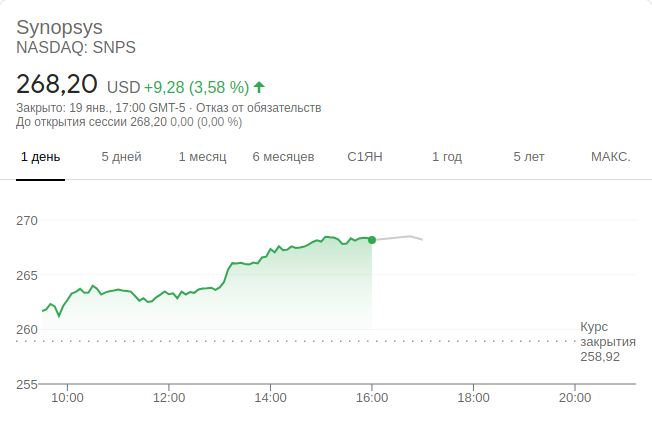 Synopsys
NASDAQ: SNPS
268,20 USD +9,28 (3,58 %)
Закрыто: 19 янв., 17:00 GMT-5 · Отказ от обязательств
До открытия сессии 268,20 0,00 (0,00 %)
1 день 5 дней 1 месяц 6 месяцев С1ЯН 1 год 5 лет МАКС.
270
265
260
255
Курс
закрытия
258,92
10:00 12:00 14:00 16:00 18:00 20:00